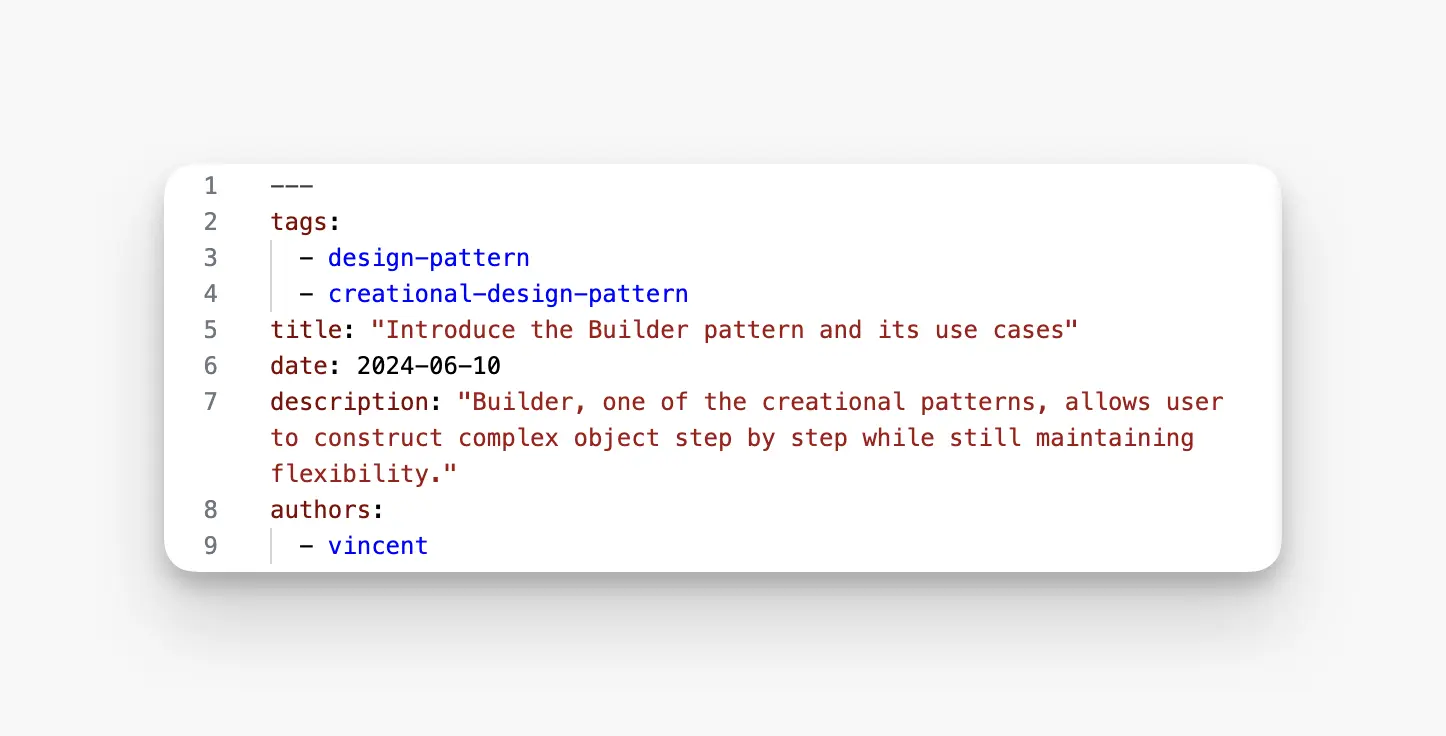 1 ---
2 tags:
3 - design-pattern
4 - creational-design-pattern
5 title: "Introduce the Builder pattern and its use cases"
6 date: 2024-06-10
7 description: "Builder, one of the creational patterns, allows user
to construct complex object step by step while still maintaining
flexibility."
8 authors:
9 - vincent